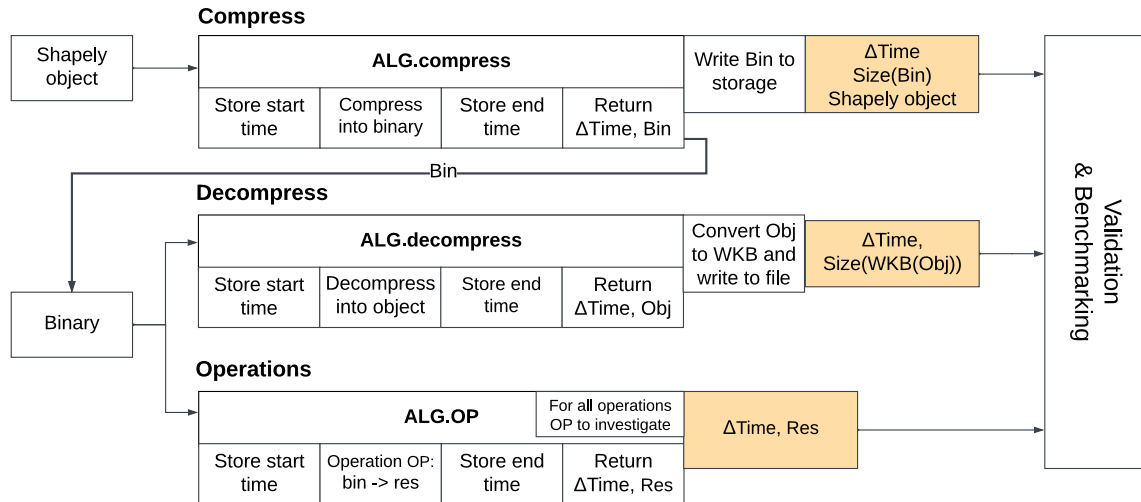 Compress
Shapely
object
ALG.compress
Store start
time
Compress
into binary
Store end
time
Return
ΔTime, Bin
Write Bin to
storage
ΔTime
Size(Bin)
Shapely object
Bin
Decompress
ALG.decompress
Store start
time
Decompress
into object
Store end
time
Return
ΔTime, Obj
Convert Obj
to WKB and
write to file
ΔTime,
Size(WKB(Obj))
Binary
Operations
ALG.OP
For all operations
OP to investigate
Store start
time
Operation OP:
bin -> res
Store end
time
Return
ΔTime, Res
ΔTime, Res
Validation
& Benchmarking